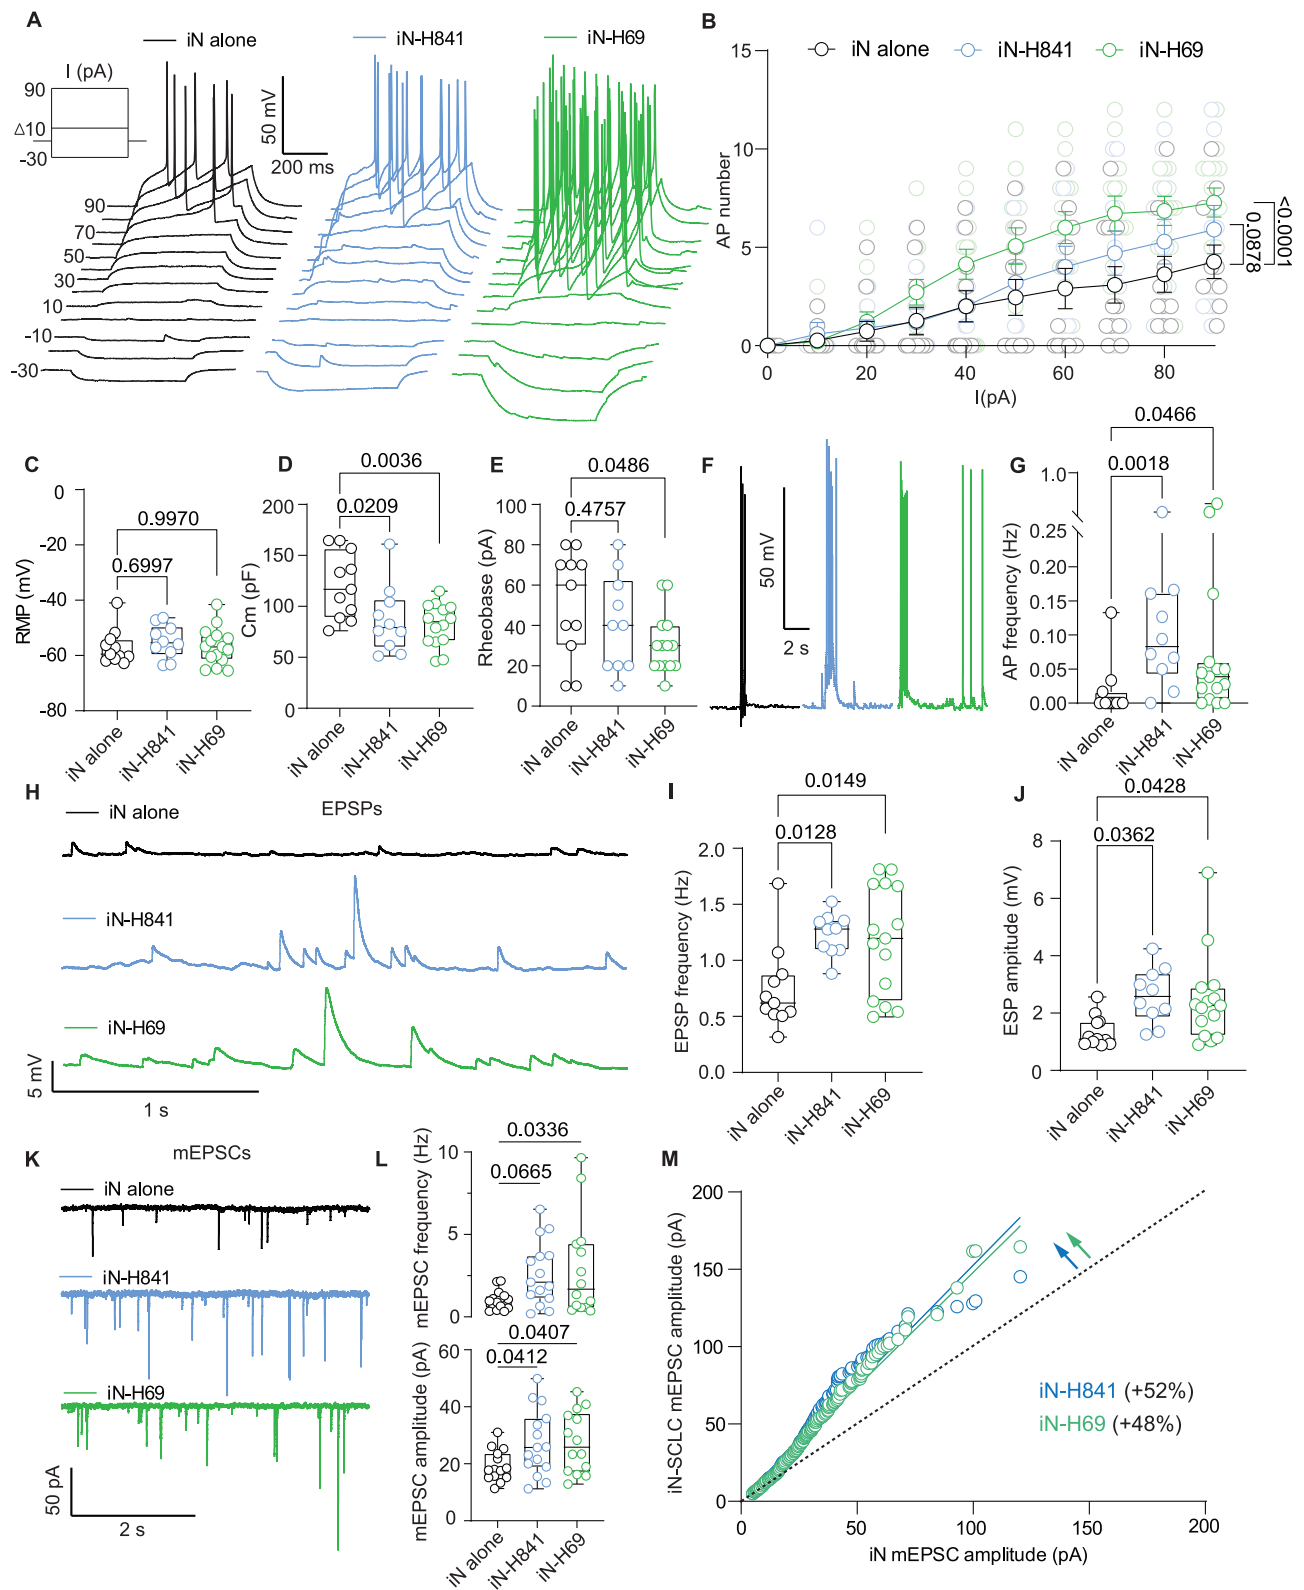 A
iN alone
iN-H841
iN-H69
I (pA)
90
Δ10
-30
50 mV
200 ms
90
70
50
30
10
-10
-30
B
iN alone
iN-H841
iN-H69
AP number
15
10
5
0
0
20
40
60
80
I(pA)
0.0878
<0.0001
C
RMP (mV)
0
-20
-40
-60
-80
0.9970
0.6997
iN alone
iN-H841
iN-H69
D
Cm (pF)
200
150
100
50
0
0.0036
0.0209
iN alone
iN-H841
iN-H69
E
Rheobase (pA)
100
80
60
40
20
0
0.0486
0.4757
iN alone
iN-H841
iN-H69
F
50 mV
2 s
G
AP frequency (Hz)
1.0
0.25
0.20
0.15
0.10
0.05
0.00
0.0466
0.0018
iN alone
iN-H841
iN-H69
H
EPSPs
iN alone
iN-H841
iN-H69
5 mV
1 s
I
EPSP frequency (Hz)
2.0
1.5
1.0
0.5
0.0
0.0149
0.0128
iN alone
iN-H841
iN-H69
J
ESP amplitude (mV)
8
6
4
2
0
0.0428
0.0362
iN alone
iN-H841
iN-H69
K
mEPSCs
iN alone
iN-H841
iN-H69
50 pA
2 s
L
mEPSC frequency (Hz)
10
5
0
0.0336
0.0665
mEPSC amplitude (pA)
60
40
20
0
0.0407
0.0412
iN alone
iN-H841
iN-H69
M
iN-SCLC mEPSC amplitude (pA)
200
150
100
50
0
0
50
100
150
200
iN mEPSC amplitude (pA)
iN-H841 (+52%)
iN-H69 (+48%)